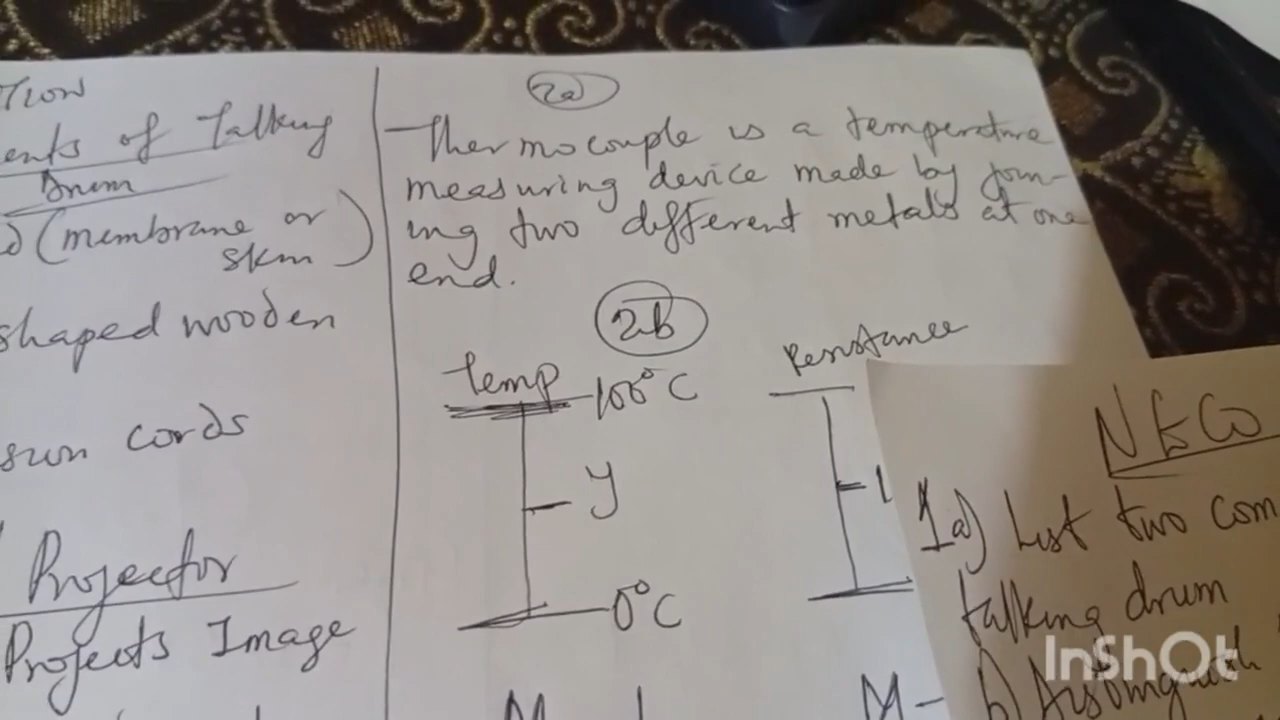 TION
ents of Talking
Drum
(membrane or
skin)
shaped wooden
cords
Projector
Projects Image
2a)
Thermocouple is a temperature
measuring device made by join-
ing two different metals at one
end.
2b
Temp
100°C
y
0°C
Resistance
M
M-
NECO
1a) List two com
talking drum
b) Distinguish
InShOt